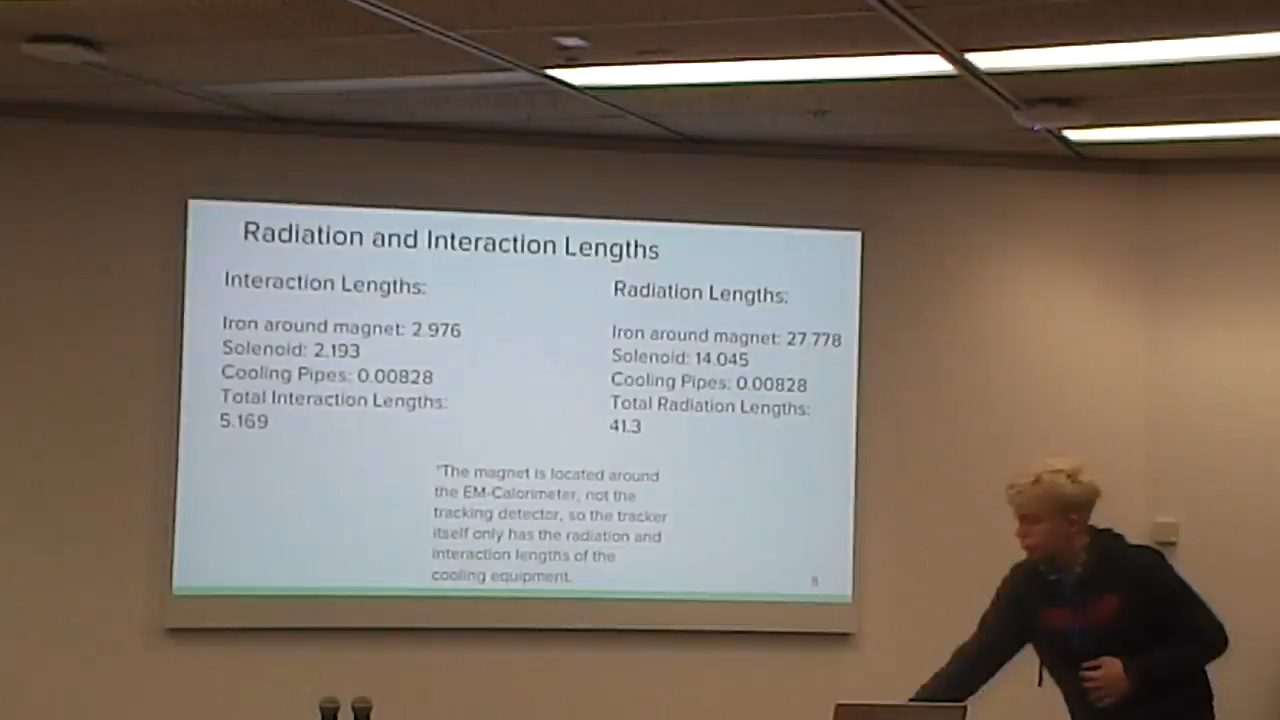 Radiation and Interaction Lengths
Interaction Lengths:
Iron around magnet: 2.976
Solenoid: 2.193
Cooling Pipes: 0.00828
Total Interaction Lengths:
5.169
Radiation Lengths:
Iron around magnet: 27.778
Solenoid: 14.045
Cooling Pipes: 0.00828
Total Radiation Lengths:
41.3
*The magnet is located around
the EM-Calorimeter, not the
tracking detector, so the tracker
itself only has the radiation and
interaction lengths of the
cooling equipment.